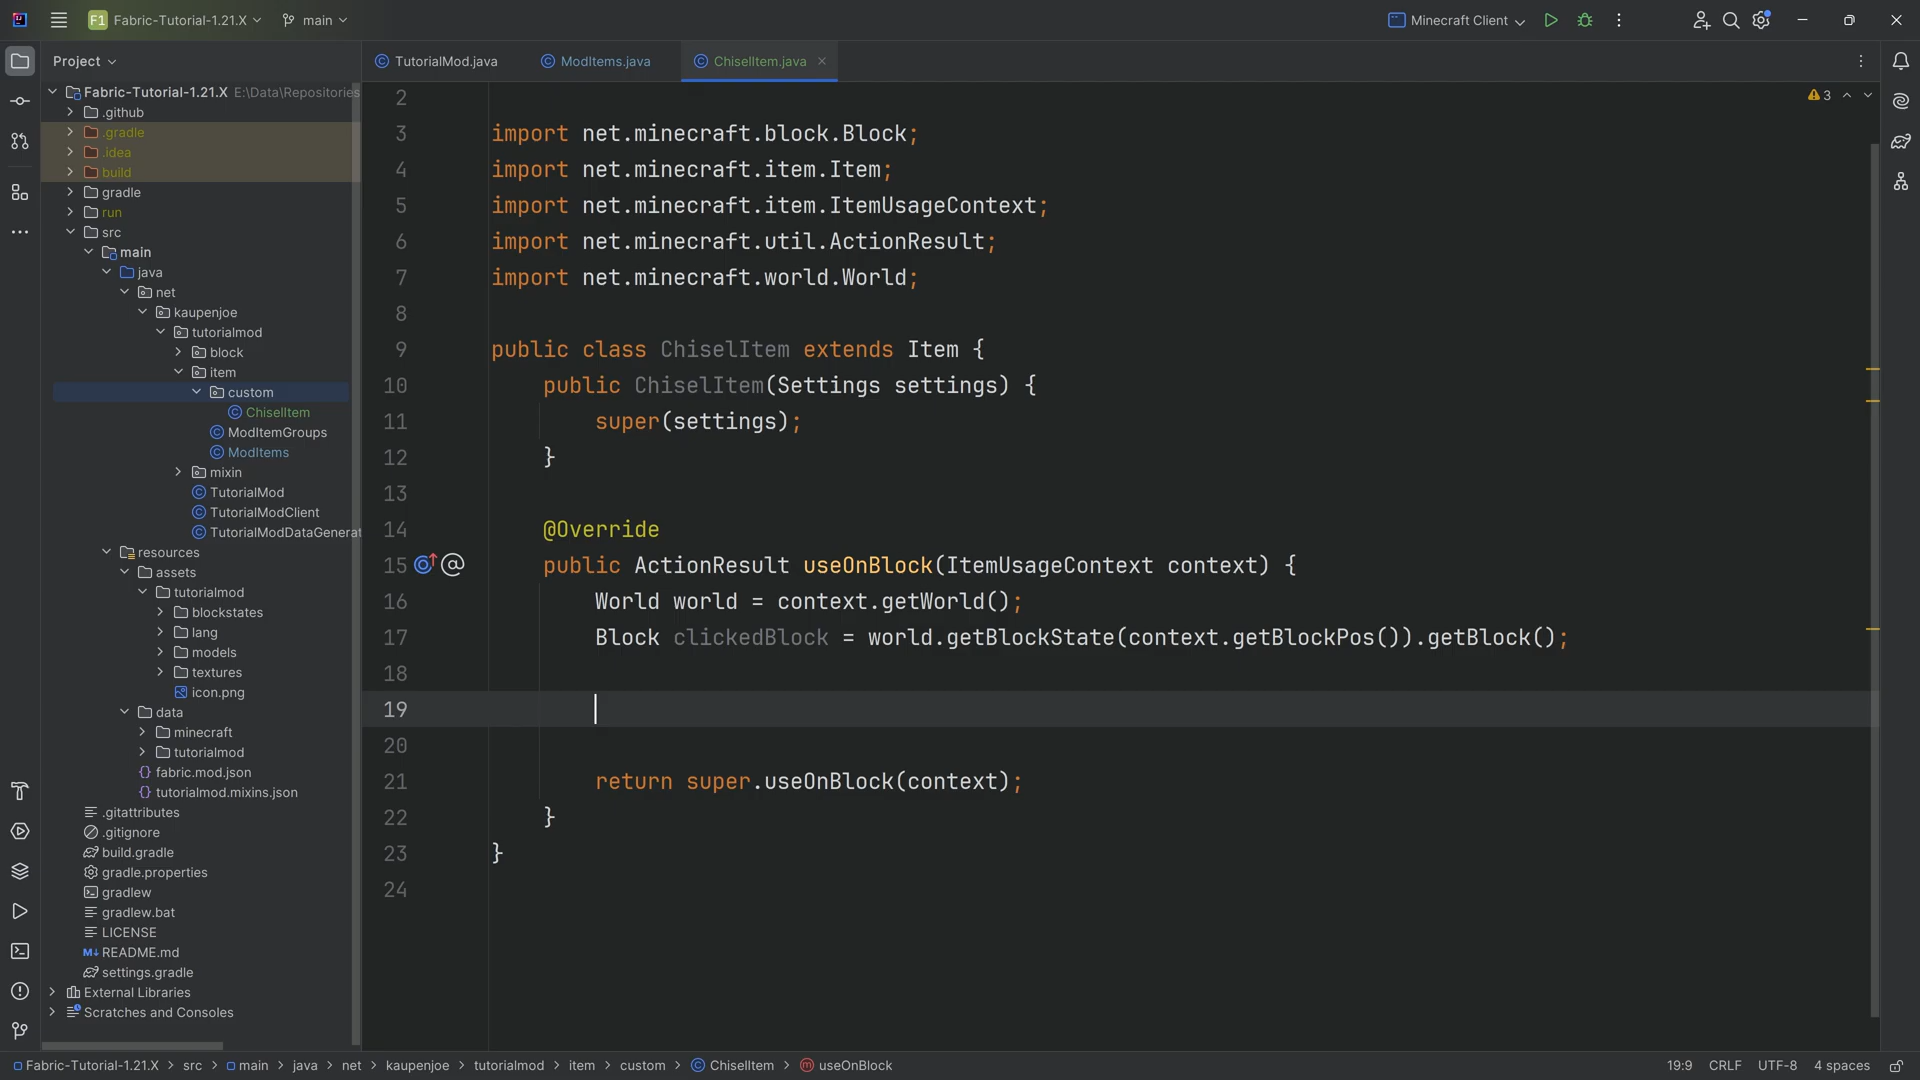 F1 Fabric-Tutorial-1.21.X main Minecraft Client
Project
TutorialMod.java ModItems.java ChiselItem.java
Fabric-Tutorial-1.21.X E:\Data\Repositories
.github
.gradle
.idea
build
gradle
run
src
main
java
net
kaupenjoe
tutorialmod
block
item
custom
ChiselItem
ModItemGroups
ModItems
mixin
TutorialMod
TutorialModClient
TutorialModDataGenerat
resources
assets
tutorialmod
blockstates
lang
models
textures
icon.png
data
minecraft
tutorialmod
fabric.mod.json
tutorialmod.mixins.json
.gitattributes
.gitignore
build.gradle
gradle.properties
gradlew
gradlew.bat
LICENSE
M↓ README.md
settings.gradle
External Libraries
Scratches and Consoles
3
2
3 import net.minecraft.block.Block;
4 import net.minecraft.item.Item;
5 import net.minecraft.item.ItemUsageContext;
6 import net.minecraft.util.ActionResult;
7 import net.minecraft.world.World;
8
9 public class ChiselItem extends Item {
10 public ChiselItem(Settings settings) {
11 super(settings);
12 }
13
14 @Override
15 @ public ActionResult useOnBlock(ItemUsageContext context) {
16 World world = context.getWorld();
17 Block clickedBlock = world.getBlockState(context.getBlockPos()).getBlock();
18
19
20
21 return super.useOnBlock(context);
22 }
23 }
24
Fabric-Tutorial-1.21.X > src > main > java > net > kaupenjoe > tutorialmod > item > custom > ChiselItem > useOnBlock 19:9 CRLF UTF-8 4 spaces